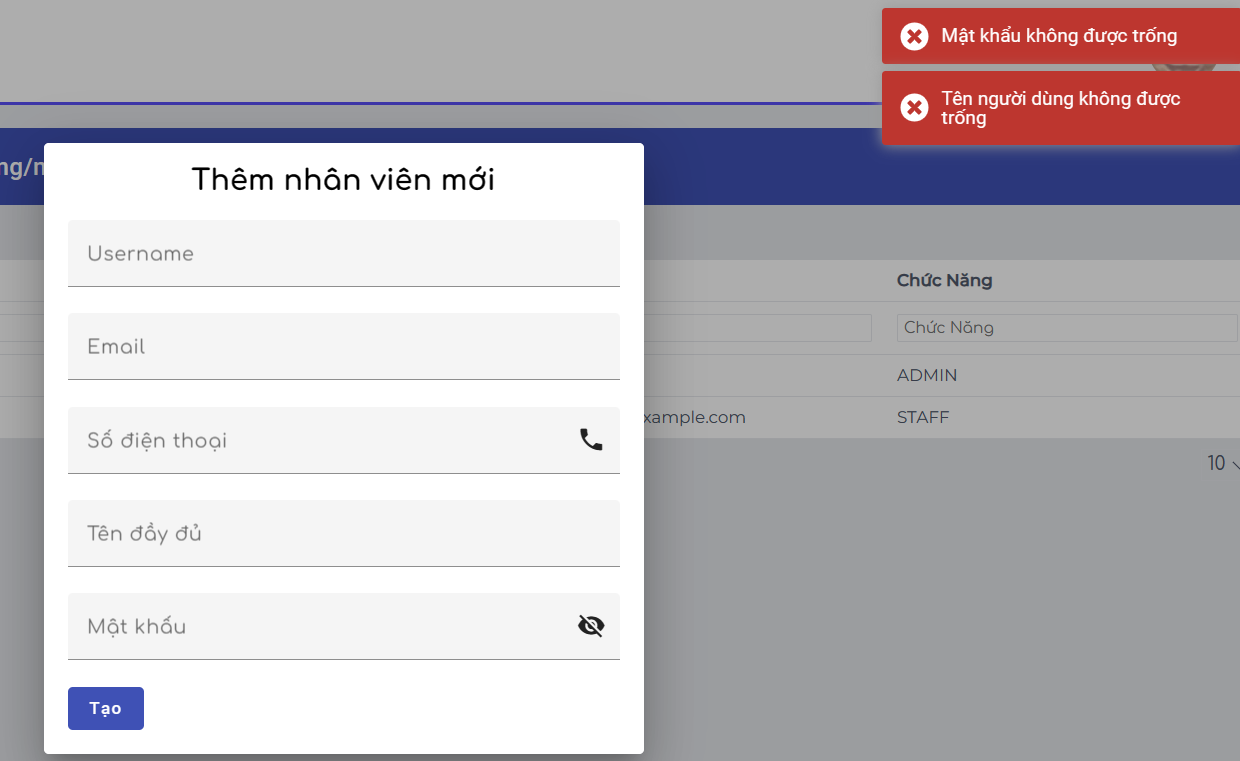 Mật khẩu không được trống
Tên người dùng không được
trống
Thêm nhân viên mới
Username
Email
Số điện thoại
Tên đầy đủ
Mật khấu
Tạo
Chức Năng
Chức Năng
ADMIN
xample.com
STAFF
10